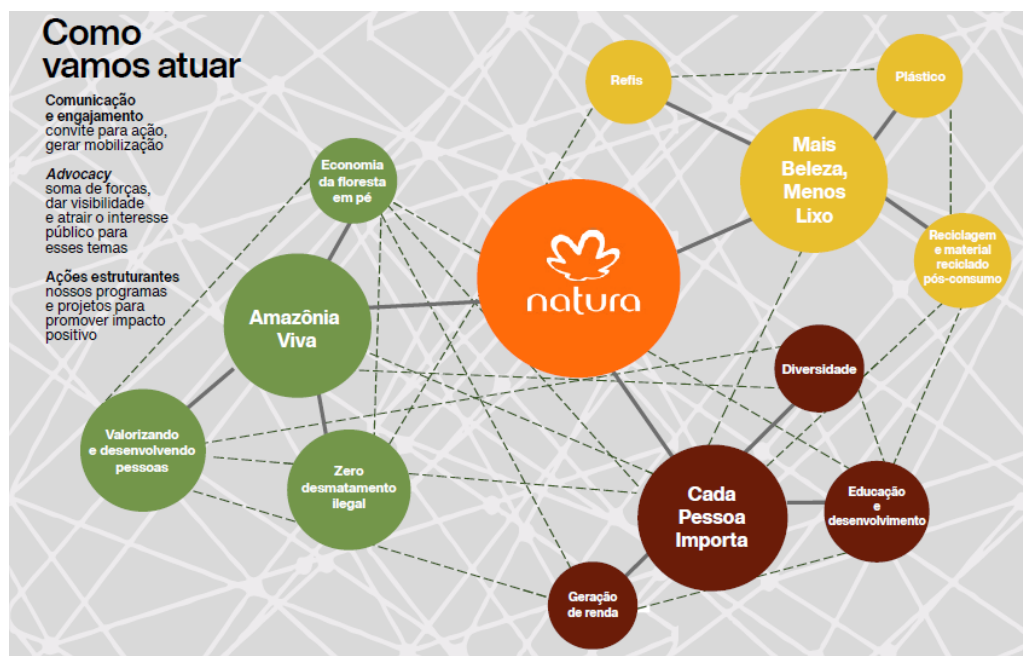 Como
vamos atuar
Comunicação
e engajamento
convite para ação,
gerar mobilização
Advocacy
soma de forças,
dar visibilidade
e atrair o interesse
público para
esses temas
Ações estruturantes
nossos programas
e projetos para
promover impacto
positivo
Refis
Plástico
Mais
Beleza,
Menos
Lixo
Reciclagem
e material
reciclado
pós-consumo
Economia
da floresta
em pé
natura
Amazônia
Viva
Valorizando
e desenvolvendo
pessoas
Zero
desmatamento
ilegal
Diversidade
Cada
Pessoa
Importa
Educação
e
desenvolvimento
Geração
de renda